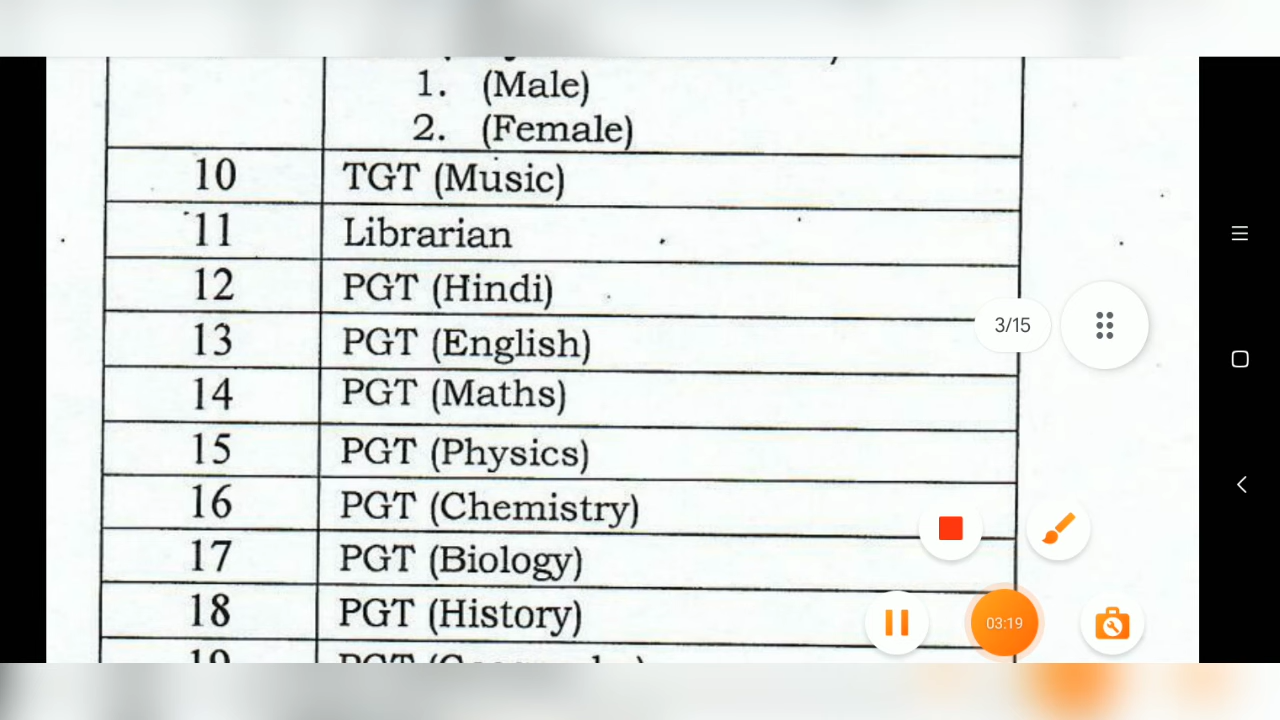 1. (Male)
2. (Female)
10 TGT (Music)
11 Librarian
12 PGT (Hindi)
3/15
13 PGT (English)
14 PGT (Maths)
15 PGT (Physics)
16 PGT (Chemistry)
17 PGT (Biology)
18 PGT (History)
03:19